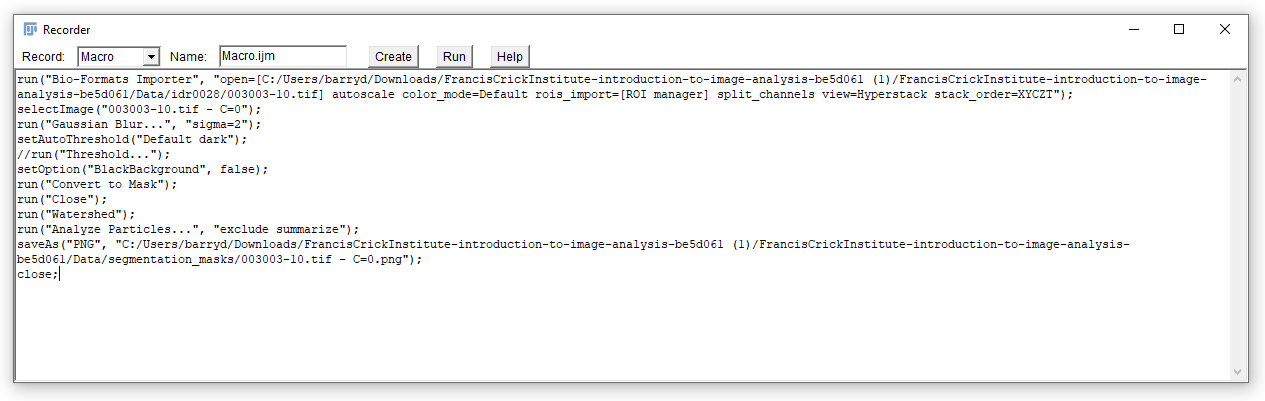 Recorder
Record: Macro Name: Macro.ijm Create Run Help
run("Bio-Formats Importer", "open=[C:/Users/barryd/Downloads/FrancisCrickInstitute-introduction-to-image-analysis-be5d061 (1)/FrancisCrickInstitute-introduction-to-image-
analysis-be5d061/Data/idr0028/003003-10.tif] autoscale color_mode=Default rois_import=[ROI manager] split_channels view=Hyperstack stack_order=XYCZT");
selectImage("003003-10.tif - C=0");
run("Gaussian Blur...", "sigma=2");
setAutoThreshold("Default dark");
//run("Threshold...");
setOption("BlackBackground", false);
run("Convert to Mask");
run("Close");
run("Watershed");
run("Analyze Particles...", "exclude summarize");
saveAs("PNG", "C:/Users/barryd/Downloads/FrancisCrickInstitute-introduction-to-image-analysis-be5d061 (1)/FrancisCrickInstitute-introduction-to-image-analysis-
be5d061/Data/segmentation_masks/003003-10.tif - C=0.png");
close;